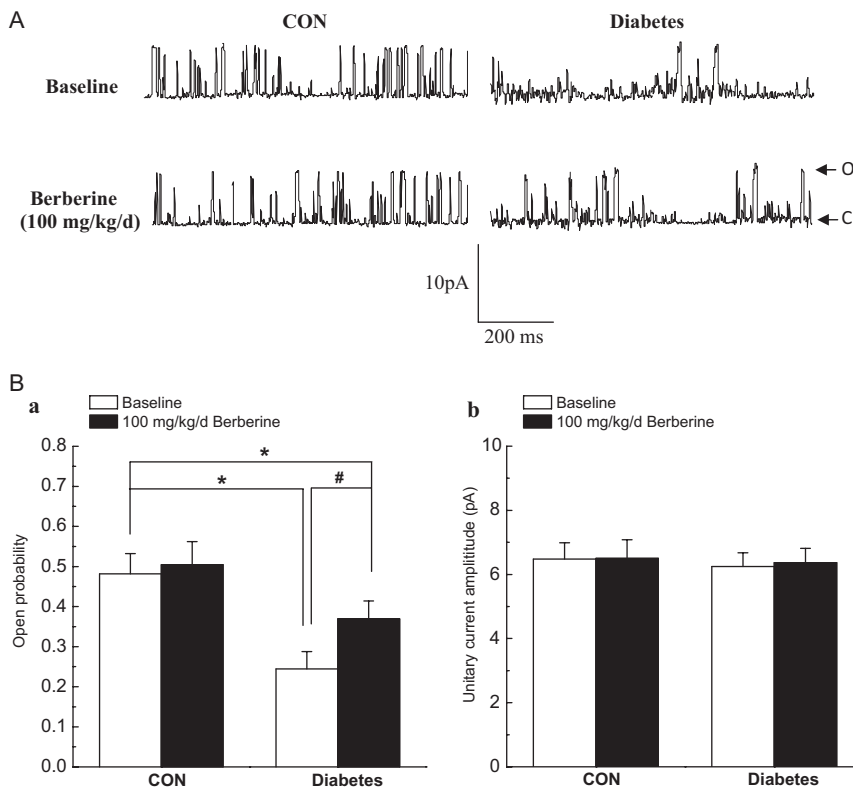 A
CON
Diabetes
Baseline
Berberine
(100 mg/kg/d)
O
C
10pA
200 ms
B
a
Baseline
100 mg/kg/d Berberine
Open probability
0.8
0.7
0.6
0.5
0.4
0.3
0.2
0.1
0.0
*
*
#
CON
Diabetes
b
Baseline
100 mg/kg/d Berberine
Unitary current amplititude (pA)
10
8
6
4
2
0
CON
Diabetes